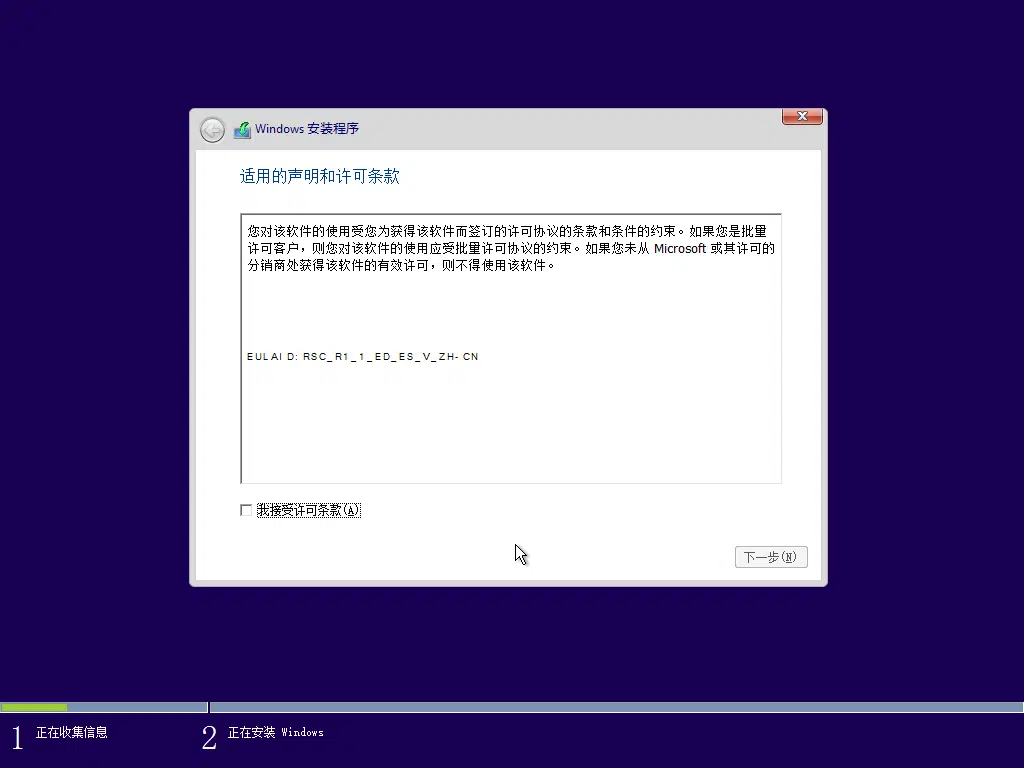 Windows 安装程序
适用的声明和许可条款
您对该软件的使用受您为获得该软件而签订的许可协议的条款和条件的约束。如果您是批量
许可客户，则您对该软件的使用应受批量许可协议的约束。如果您未从 Microsoft 或其许可的
分销商处获得该软件的有效许可，则不得使用该软件。
EULAID: RSC_R1_1_ED_ES_V_ZH-CN
我接受许可条款(A)
下一步(N)
1 正在收集信息
2 正在安装 Windows